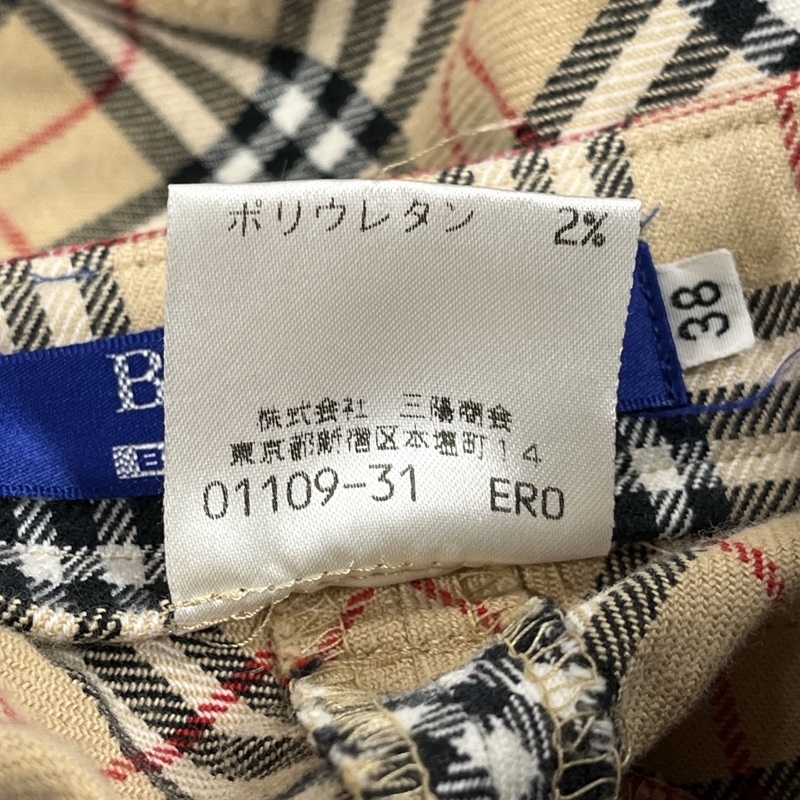 ポリウレタン 2%
38
B
株式会社 三陽商会
東京都新宿区本塩町14
01109-31 ERO